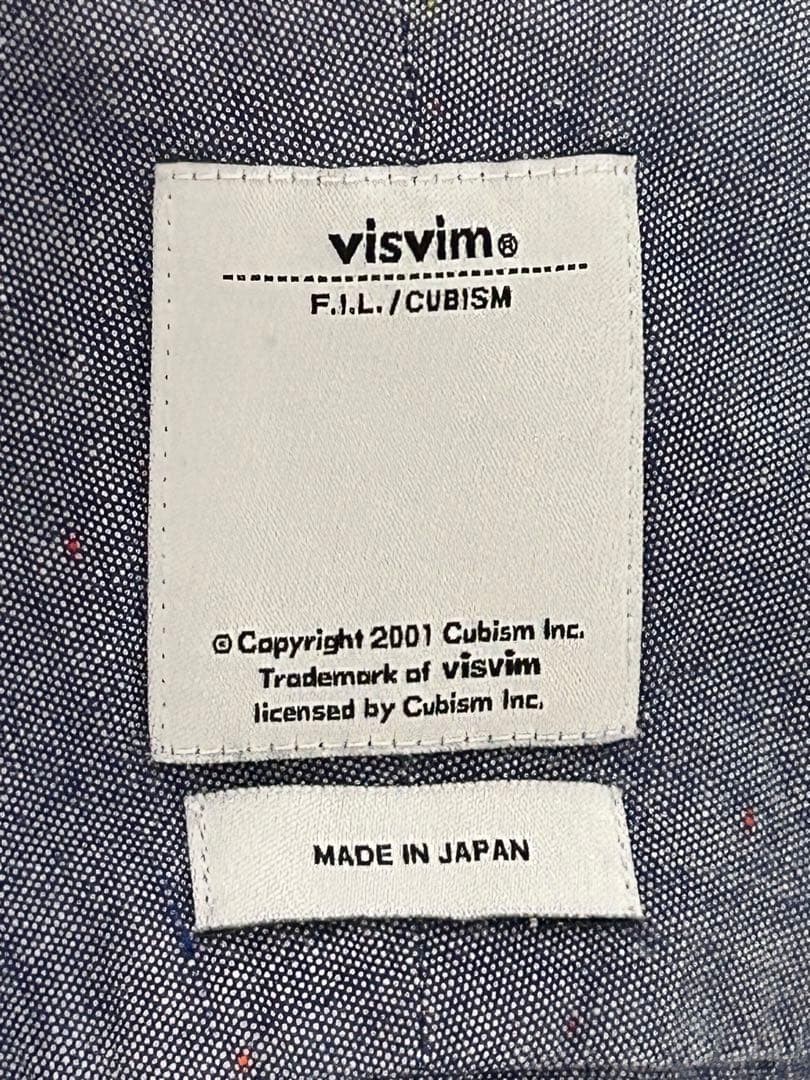 visvim®
F.I.L./CUBISM
© Copyright 2001 Cubism Inc.
Trademark of visvim
licensed by Cubism Inc.
MADE IN JAPAN